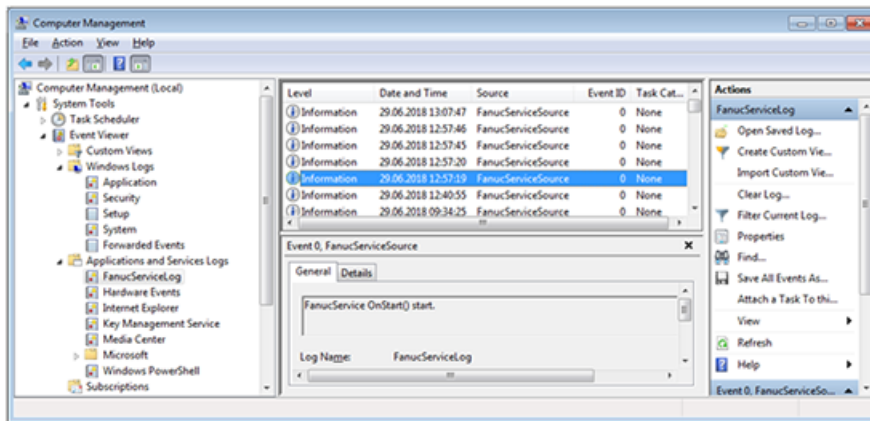 Computer Management
File Action View Help
Computer Management (Local)
System Tools
Task Scheduler
Event Viewer
Custom Views
Windows Logs
Application
Security
Setup
System
Forwarded Events
Applications and Services Logs
FanucServiceLog
Hardware Events
Internet Explorer
Key Management Service
Media Center
Microsoft
Windows PowerShell
Subscriptions
Level Date and Time Source Event ID Task Cat...
Information 29.06.2018 13:07:47 FanucServiceSource 0 None
Information 29.06.2018 12:57:46 FanucServiceSource 0 None
Information 29.06.2018 12:57:45 FanucServiceSource 0 None
Information 29.06.2018 12:57:20 FanucServiceSource 0 None
Information 29.06.2018 12:57:19 FanucServiceSource 0 None
Information 29.06.2018 12:40:55 FanucServiceSource 0 None
Information 29.06.2018 09:34:25 FanucServiceSource 0 None
Event 0, FanucServiceSource
General Details
FanucService OnStart() start.
Log Name: FanucServiceLog
Actions
FanucServiceLog
Open Saved Log...
Create Custom Vie...
Import Custom Vie...
Clear Log...
Filter Current Log...
Properties
Find...
Save All Events As...
Attach a Task To thi...
View
Refresh
Help
Event 0, FanucServiceSo...